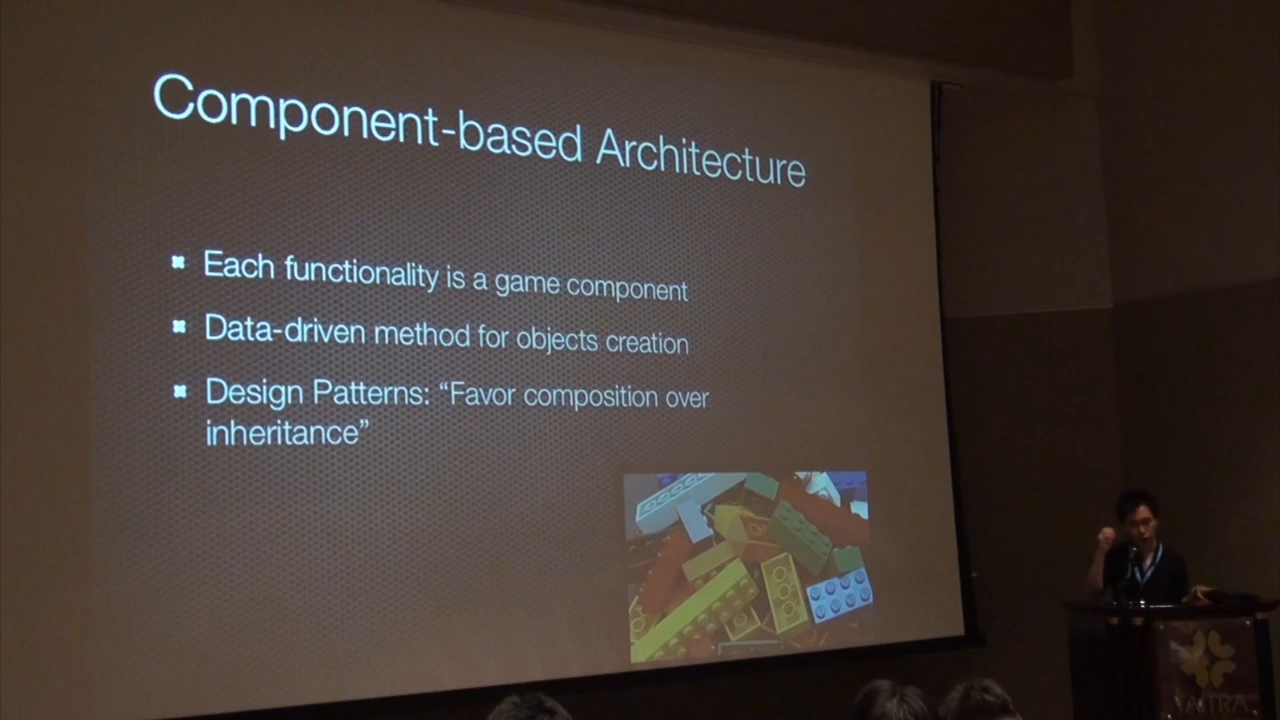 Component-based Architecture
Each functionality is a game component
Data-driven method for objects creation
Design Patterns: “Favor composition over
inheritance”